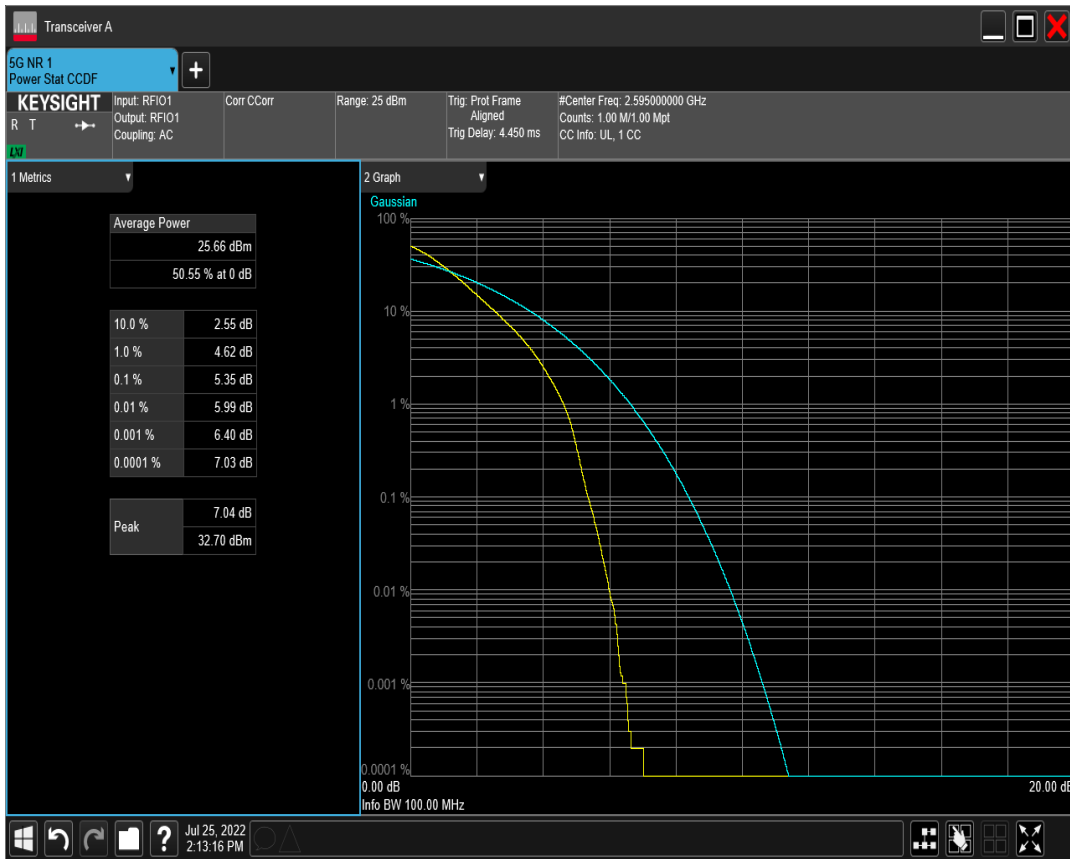 Transceiver A
5G NR 1
Power Stat CCDF
+
KEYSIGHT
R T
LXI
Input: RFIO1
Output: RFIO1
Coupling: AC
Corr CCorr
Range: 25 dBm
Trig: Prot Frame
Aligned
Trig Delay: 4.450 ms
#Center Freq: 2.595000000 GHz
Counts: 1.00 M/1.00 Mpt
CC Info: UL, 1 CC
1 Metrics
Average Power
25.66 dBm
50.55 % at 0 dB
10.0 % 2.55 dB
1.0 % 4.62 dB
0.1 % 5.35 dB
0.01 % 5.99 dB
0.001 % 6.40 dB
0.0001 % 7.03 dB
Peak 7.04 dB
32.70 dBm
2 Graph
Gaussian
100 %
10 %
1 %
0.1 %
0.01 %
0.001 %
0.0001 %
0.00 dB 20.00 dB
Info BW 100.00 MHz
?
Jul 25, 2022
2:13:16 PM